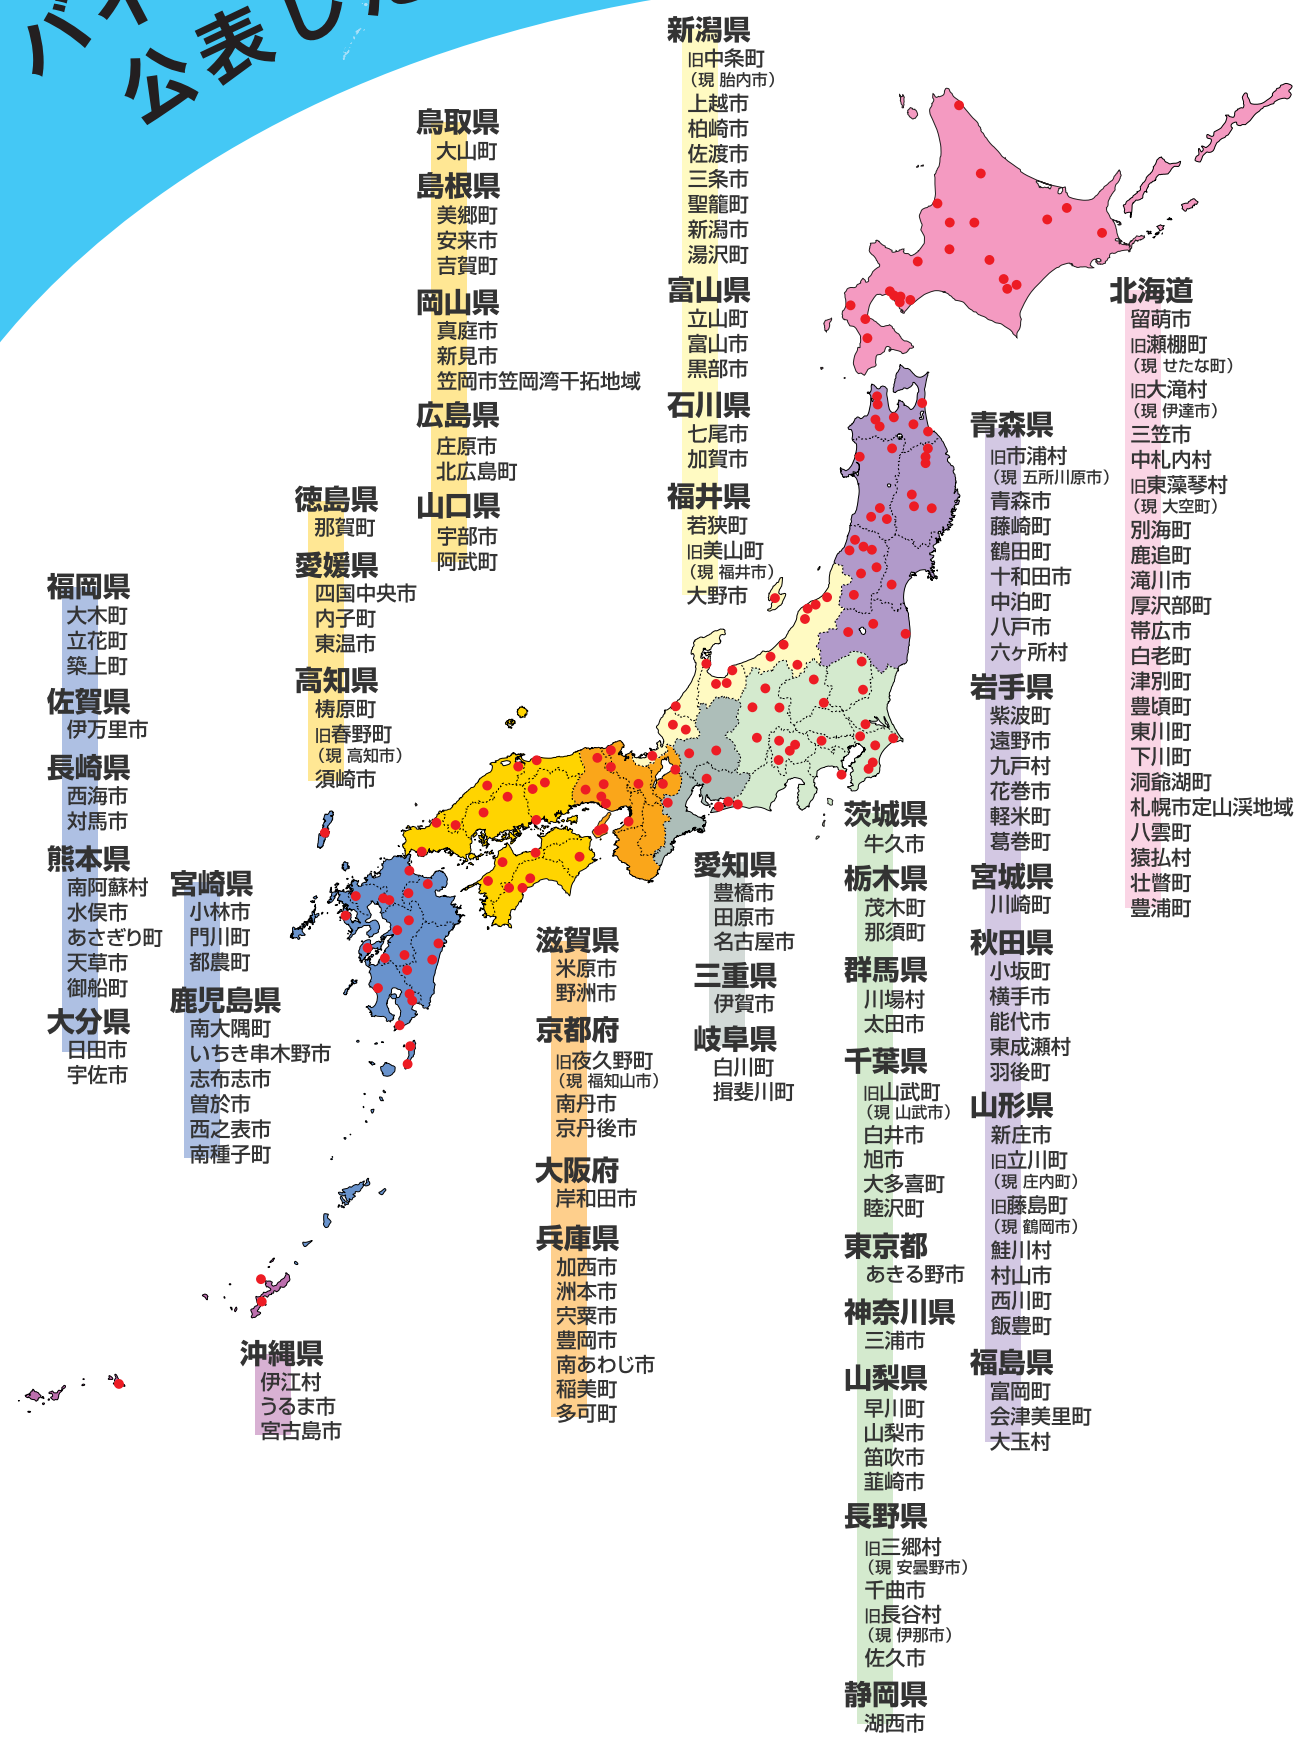 バイ
公表した
新潟県
旧中条町
（現 胎内市）
上越市
柏崎市
佐渡市
三条市
聖籠町
新潟市
湯沢町
富山県
立山町
富山市
黒部市
石川県
七尾市
加賀市
福井県
若狭町
旧美山町
（現 福井市）
大野市
鳥取県
大山町
島根県
美郷町
安来市
吉賀町
岡山県
真庭市
新見市
笠岡市笠岡湾干拓地域
広島県
庄原市
北広島町
山口県
宇部市
阿武町
徳島県
那賀町
愛媛県
四国中央市
内子町
東温市
高知県
梼原町
旧春野町
（現 高知市）
須崎市
福岡県
大木町
立花町
築上町
佐賀県
伊万里市
長崎県
西海市
対馬市
熊本県
南阿蘇村
水俣市
あさぎり町
天草市
御船町
大分県
日田市
宇佐市
宮崎県
小林市
門川町
都農町
鹿児島県
南大隅町
いちき串木野市
志布志市
曽於市
西之表市
南種子町
沖縄県
伊江村
うるま市
宮古島市
滋賀県
米原市
野洲市
京都府
旧夜久野町
（現 福知山市）
南丹市
京丹後市
大阪府
岸和田市
兵庫県
加西市
洲本市
宍粟市
豊岡市
南あわじ市
稲美町
多可町
愛知県
豊橋市
田原市
名古屋市
三重県
伊賀市
岐阜県
白川町
揖斐川町
茨城県
牛久市
栃木県
茂木町
那須町
群馬県
川場村
太田市
千葉県
旧山武町
（現 山武市）
白井市
旭市
大多喜町
睦沢町
東京都
あきる野市
神奈川県
三浦市
山梨県
早川町
山梨市
笛吹市
韮崎市
長野県
旧三郷村
（現 安曇野市）
千曲市
旧長谷村
（現 伊那市）
佐久市
静岡県
湖西市
青森県
旧市浦村
（現 五所川原市）
青森市
藤崎町
鶴田町
十和田市
中泊町
八戸市
六ヶ所村
岩手県
紫波町
遠野市
九戸村
花巻市
軽米町
葛巻町
宮城県
川崎町
秋田県
小坂町
横手市
能代市
東成瀬村
羽後町
山形県
新庄市
旧立川町
（現 庄内町）
旧藤島町
（現 鶴岡市）
鮭川村
村山市
西川町
飯豊町
福島県
富岡町
会津美里町
大玉村
北海道
留萌市
旧瀬棚町
（現 せたな町）
旧大滝村
（現 伊達市）
三笠市
中札内村
旧東藻琴村
（現 大空町）
別海町
鹿追町
滝川市
厚沢部町
帯広市
白老町
津別町
豊頃町
東川町
下川町
洞爺湖町
札幌市定山渓地域
八雲町
猿払村
壮瞥町
豊浦町